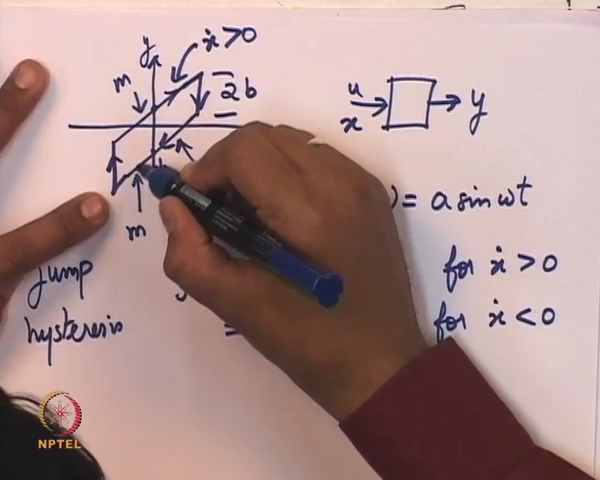 y
ẋ>0
m
2b
u
x
y
m
)= a sin ωt
for ẋ > 0
for ẋ < 0
=
Jump
hysteresis
NPTEL